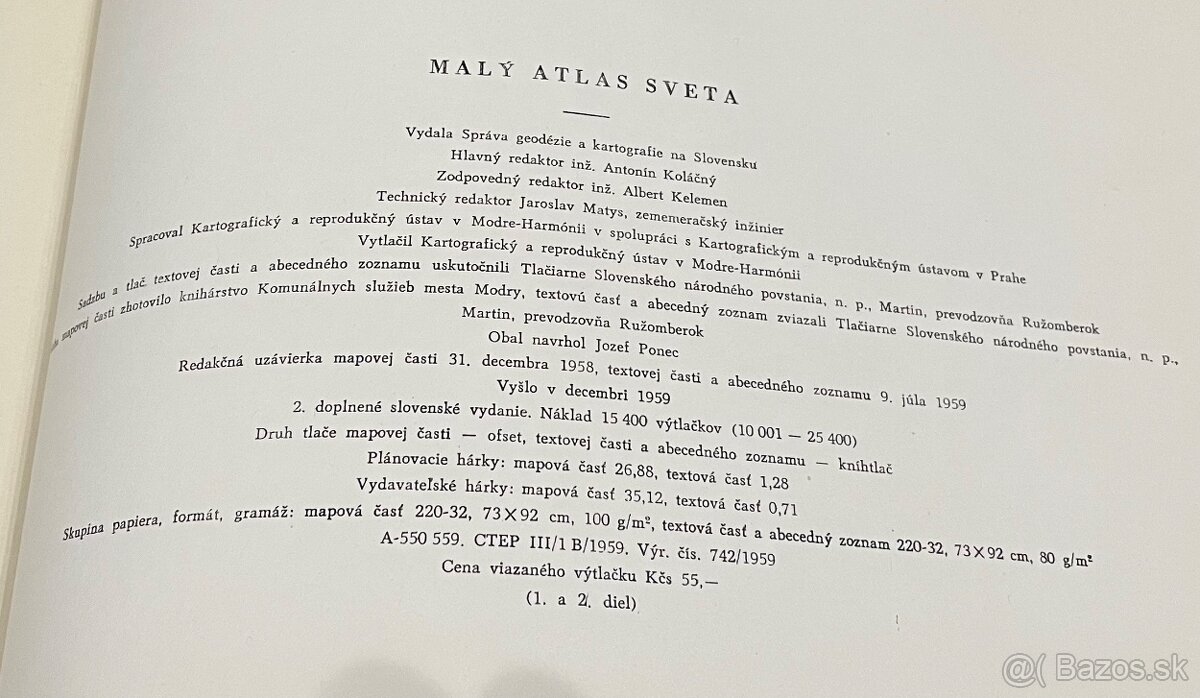 MALÝ ATLAS SVETA
Vydala Správa geodézie a kartografie na Slovensku
Hlavný redaktor inž. Antonín Koláčný
Zodpovedný redaktor inž. Albert Kelemen
Technický redaktor Jaroslav Matys, zememeračský inžinier
Spracoval Kartografický a reprodukčný ústav v Modre-Harmónii v spolupráci s Kartografickým a reprodukčným ústavom v Prahe
Vytlačil Kartografický a reprodukčný ústav v Modre-Harmónii
Sadzbu a tlač textovej časti a abecedného zoznamu uskutočnili Tlačiarne Slovenského národného povstania, n. p., Martin, prevodzovňa Ružomberok
mapovej časti zhotovilo knihárstvo Komunálnych služieb mesta Modry, textovú časť a abecedný zoznam zviazali Tlačiarne Slovenského národného povstania, n. p.,
Martin, prevodzovňa Ružomberok
Obal navrhol Jozef Ponec
Redakčná uzávierka mapovej časti 31. decembra 1958, textovej časti a abecedného zoznamu 9. júla 1959
Vyšlo v decembri 1959
2. doplnené slovenské vydanie. Náklad 15 400 výtlačkov (10 001 — 25 400)
Druh tlače mapovej časti — ofset, textovej časti a abecedného zoznamu — kníhtlač
Plánovacie hárky: mapová časť 26,88, textová časť 1,28
Vydavateľské hárky: mapová časť 35,12, textová časť 0,71
Skupina papiera, formát, gramáž: mapová časť 220-32, 73×92 cm, 100 g/m², textová časť a abecedný zoznam 220-32, 73×92 cm, 80 g/m²
A-550 559. CTEP III/1 B/1959. Výr. čís. 742/1959
Cena viazaného výtlačku Kčs 55,—
(1. a 2. diel)
@( Bazos.sk